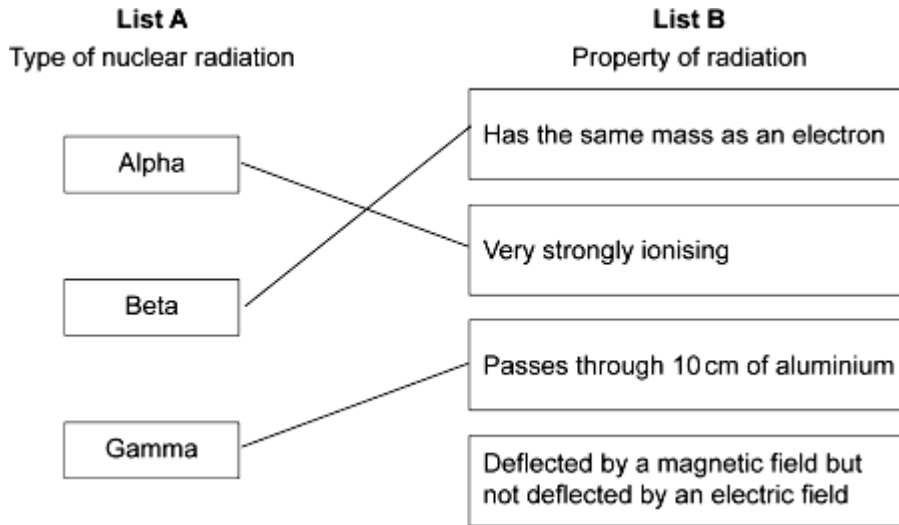 List A
Type of nuclear radiation
Alpha
Beta
Gamma
List B
Property of radiation
Has the same mass as an electron
Very strongly ionising
Passes through 10 cm of aluminium
Deflected by a magnetic field but
not deflected by an electric field